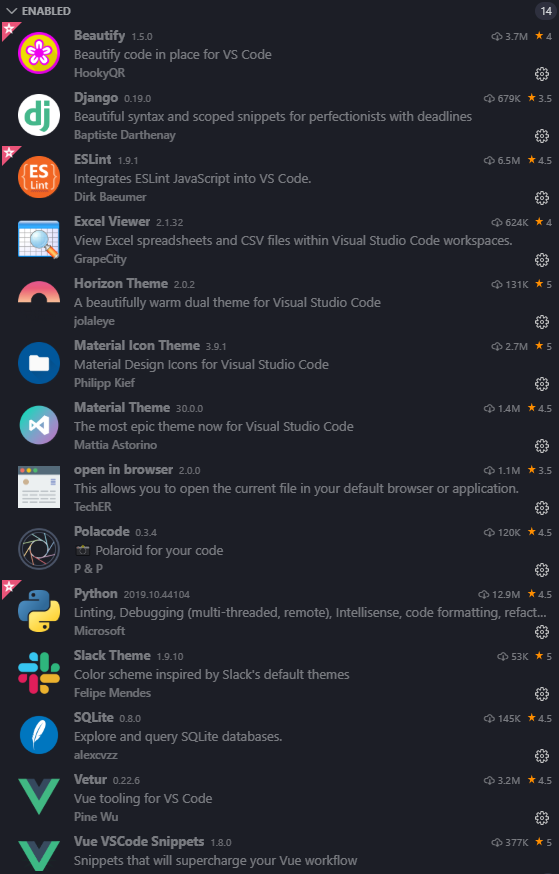 ENABLED 14
Beautify 1.5.0 3.7M 4
Beautify code in place for VS Code
HookyQR
dj
Django 0.19.0 679K 3.5
Beautiful syntax and scoped snippets for perfectionists with deadlines
Baptiste Darthenay
{ES}
Lint
ESLint 1.9.1 6.5M 4.5
Integrates ESLint JavaScript into VS Code.
Dirk Baeumer
Excel Viewer 2.1.32 624K 4
View Excel spreadsheets and CSV files within Visual Studio Code workspaces.
GrapeCity
Horizon Theme 2.0.2 131K 5
A beautifully warm dual theme for Visual Studio Code
jolaleye
Material Icon Theme 3.9.1 2.7M 5
Material Design Icons for Visual Studio Code
Philipp Kief
Material Theme 30.0.0 1.4M 4.5
The most epic theme now for Visual Studio Code
Mattia Astorino
open in browser 2.0.0 1.1M 3.5
This allows you to open the current file in your default browser or application.
TechER
Polacode 0.3.4 120K 4.5
📷 Polaroid for your code
P & P
Python 2019.10.44104 12.9M 4.5
Linting, Debugging (multi-threaded, remote), Intellisense, code formatting, refact...
Microsoft
Slack Theme 1.9.10 53K 5
Color scheme inspired by Slack's default themes
Felipe Mendes
SQLite 0.8.0 145K 4.5
Explore and query SQLite databases.
alexcvzz
Vetur 0.22.6 3.2M 4.5
Vue tooling for VS Code
Pine Wu
Vue VSCode Snippets 1.8.0 377K 5
Snippets that will supercharge your Vue workflow